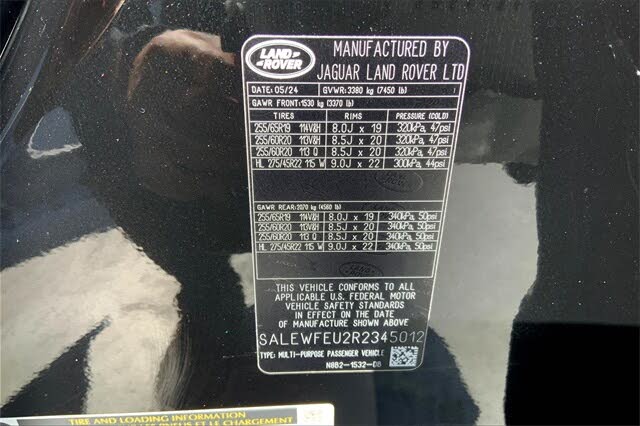 LAND
ROVER
MANUFACTURED BY
JAGUAR LAND ROVER LTD
DATE: 05/24 GVWR: 3380 kg (7450 lb)
GAWR FRONT: 1530 kg (3370 lb)
TIRES RIMS PRESSURE (COLD)
255/65R19 114V&H 8.0J x 19 320kPa, 47psi
255/60R20 113V&H 8.5J x 20 320kPa, 47psi
255/60R20 113 Q 8.5J x 20 320kPa, 47psi
HL 275/45R22 115 W 9.0J x 22 300kPa, 44psi
GAWR REAR: 2070 kg (4560 lb)
255/65R19 114V&H 8.0J x 19 340kPa, 50psi
255/60R20 113V&H 8.5J x 20 340kPa, 50psi
255/60R20 113 Q 8.5J x 20 340kPa, 50psi
HL 275/45R22 115 W 9.0J x 22 340kPa, 50psi
THIS VEHICLE CONFORMS TO ALL
APPLICABLE U.S. FEDERAL MOTOR
VEHICLE SAFETY STANDARDS
IN EFFECT ON THE DATE
OF MANUFACTURE SHOWN ABOVE
SALEWFEU2R2345012
TYPE: MULTI-PURPOSE PASSENGER VEHICLE
N8B2-1532-DB
TIRE AND LOADING INFORMATION
PNEUS ET LE CHARGEMENT